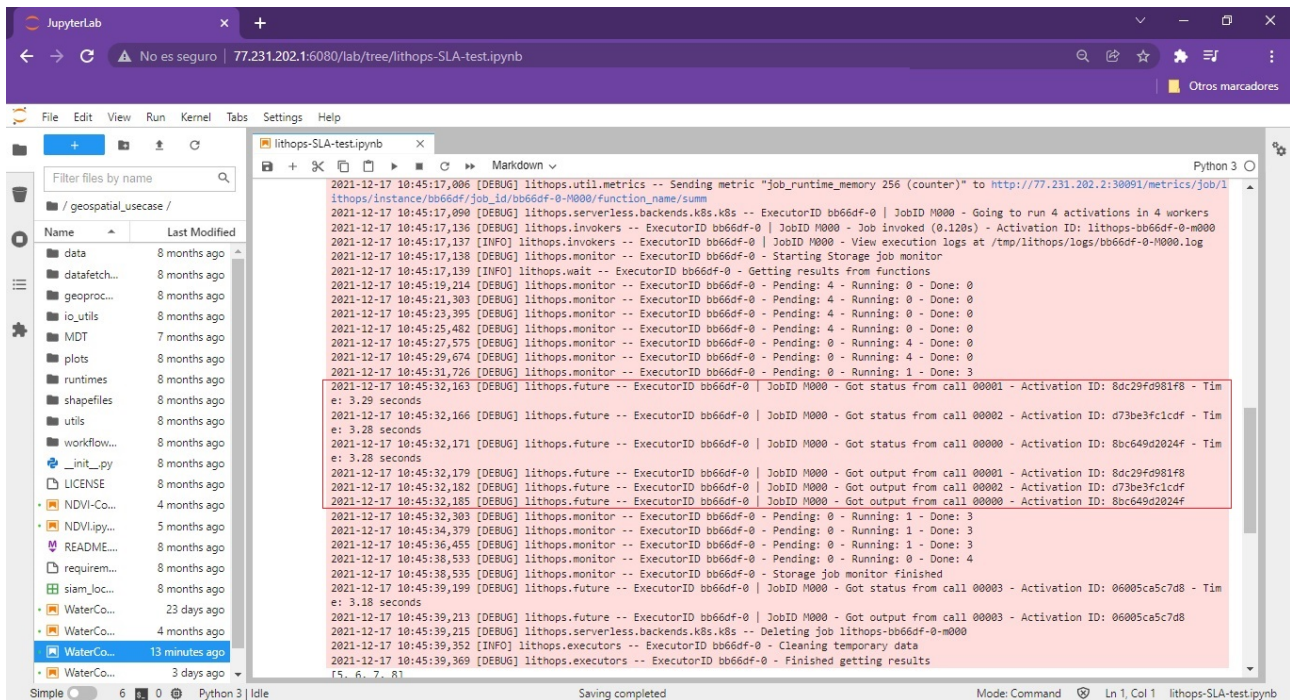 JupyterLab
No es seguro | 77.231.202.1:6080/lab/tree/lithops-SLA-test.ipynb
Otros marcadores
File Edit View Run Kernel Tabs Settings Help
lithops-SLA-test.ipynb
Markdown
Python 3
Filter files by name
/ geospatial_usecase /
Name Last Modified
data 8 months ago
datafetch... 8 months ago
geoproc... 8 months ago
io_utils 8 months ago
MDT 7 months ago
plots 8 months ago
runtimes 8 months ago
shapefiles 8 months ago
utils 8 months ago
workflow... 8 months ago
__init__.py 8 months ago
LICENSE 8 months ago
NDVI-Co... 4 months ago
NDVI.ipy... 5 months ago
README.... 8 months ago
requirem... 8 months ago
siam_loc... 8 months ago
WaterCo... 23 days ago
WaterCo... 4 months ago
WaterCo... 13 minutes ago
WaterCo... 3 days ago
2021-12-17 10:45:17,006 [DEBUG] lithops.util.metrics -- Sending metric "job_runtime_memory 256 (counter)" to http://77.231.202.2:30091/metrics/job/l
ithops/instance/bb66df/job_id/bb66df-0-M000/function_name/summ
2021-12-17 10:45:17,090 [DEBUG] lithops.serverless.backends.k8s.k8s -- ExecutorID bb66df-0 | JobID M000 - Going to run 4 activations in 4 workers
2021-12-17 10:45:17,136 [DEBUG] lithops.invokers -- ExecutorID bb66df-0 | JobID M000 - Job invoked (0.120s) - Activation ID: lithops-bb66df-0-m000
2021-12-17 10:45:17,137 [INFO] lithops.invokers -- ExecutorID bb66df-0 | JobID M000 - View execution logs at /tmp/lithops/logs/bb66df-0-M000.log
2021-12-17 10:45:17,138 [DEBUG] lithops.monitor -- ExecutorID bb66df-0 - Starting Storage job monitor
2021-12-17 10:45:17,139 [INFO] lithops.wait -- ExecutorID bb66df-0 - Getting results from functions
2021-12-17 10:45:19,214 [DEBUG] lithops.monitor -- ExecutorID bb66df-0 - Pending: 4 - Running: 0 - Done: 0
2021-12-17 10:45:21,303 [DEBUG] lithops.monitor -- ExecutorID bb66df-0 - Pending: 4 - Running: 0 - Done: 0
2021-12-17 10:45:23,395 [DEBUG] lithops.monitor -- ExecutorID bb66df-0 - Pending: 4 - Running: 0 - Done: 0
2021-12-17 10:45:25,482 [DEBUG] lithops.monitor -- ExecutorID bb66df-0 - Pending: 4 - Running: 0 - Done: 0
2021-12-17 10:45:27,575 [DEBUG] lithops.monitor -- ExecutorID bb66df-0 - Pending: 0 - Running: 4 - Done: 0
2021-12-17 10:45:29,674 [DEBUG] lithops.monitor -- ExecutorID bb66df-0 - Pending: 0 - Running: 4 - Done: 0
2021-12-17 10:45:31,726 [DEBUG] lithops.monitor -- ExecutorID bb66df-0 - Pending: 0 - Running: 1 - Done: 3
2021-12-17 10:45:32,163 [DEBUG] lithops.future -- ExecutorID bb66df-0 | JobID M000 - Got status from call 00001 - Activation ID: 8dc29fd981f8 - Tim
e: 3.29 seconds
2021-12-17 10:45:32,166 [DEBUG] lithops.future -- ExecutorID bb66df-0 | JobID M000 - Got status from call 00002 - Activation ID: d73be3fc1cdf - Tim
e: 3.28 seconds
2021-12-17 10:45:32,171 [DEBUG] lithops.future -- ExecutorID bb66df-0 | JobID M000 - Got status from call 00000 - Activation ID: 8bc649d2024f - Tim
e: 3.28 seconds
2021-12-17 10:45:32,179 [DEBUG] lithops.future -- ExecutorID bb66df-0 | JobID M000 - Got output from call 00001 - Activation ID: 8dc29fd981f8
2021-12-17 10:45:32,182 [DEBUG] lithops.future -- ExecutorID bb66df-0 | JobID M000 - Got output from call 00002 - Activation ID: d73be3fc1cdf
2021-12-17 10:45:32,185 [DEBUG] lithops.future -- ExecutorID bb66df-0 | JobID M000 - Got output from call 00000 - Activation ID: 8bc649d2024f
2021-12-17 10:45:32,303 [DEBUG] lithops.monitor -- ExecutorID bb66df-0 - Pending: 0 - Running: 1 - Done: 3
2021-12-17 10:45:34,379 [DEBUG] lithops.monitor -- ExecutorID bb66df-0 - Pending: 0 - Running: 1 - Done: 3
2021-12-17 10:45:36,455 [DEBUG] lithops.monitor -- ExecutorID bb66df-0 - Pending: 0 - Running: 1 - Done: 3
2021-12-17 10:45:38,533 [DEBUG] lithops.monitor -- ExecutorID bb66df-0 - Pending: 0 - Running: 0 - Done: 4
2021-12-17 10:45:38,535 [DEBUG] lithops.monitor -- ExecutorID bb66df-0 - Storage job monitor finished
2021-12-17 10:45:39,199 [DEBUG] lithops.future -- ExecutorID bb66df-0 | JobID M000 - Got status from call 00003 - Activation ID: 06005ca5c7d8 - Tim
e: 3.18 seconds
2021-12-17 10:45:39,215 [DEBUG] lithops.future -- ExecutorID bb66df-0 | JobID M000 - Got output from call 00003 - Activation ID: 06005ca5c7d8
2021-12-17 10:45:39,213 [DEBUG] lithops.serverless.backends.k8s.k8s -- Deleting job lithops-bb66df-0-m000
2021-12-17 10:45:39,352 [INFO] lithops.executors -- ExecutorID bb66df-0 - Cleaning temporary data
2021-12-17 10:45:39,369 [DEBUG] lithops.executors -- ExecutorID bb66df-0 - Finished getting results
[5, 6, 7, 8]
Simple 6 0 Python 3 | Idle Saving completed Mode: Command Ln 1, Col 1 lithops-SLA-test.ipynb